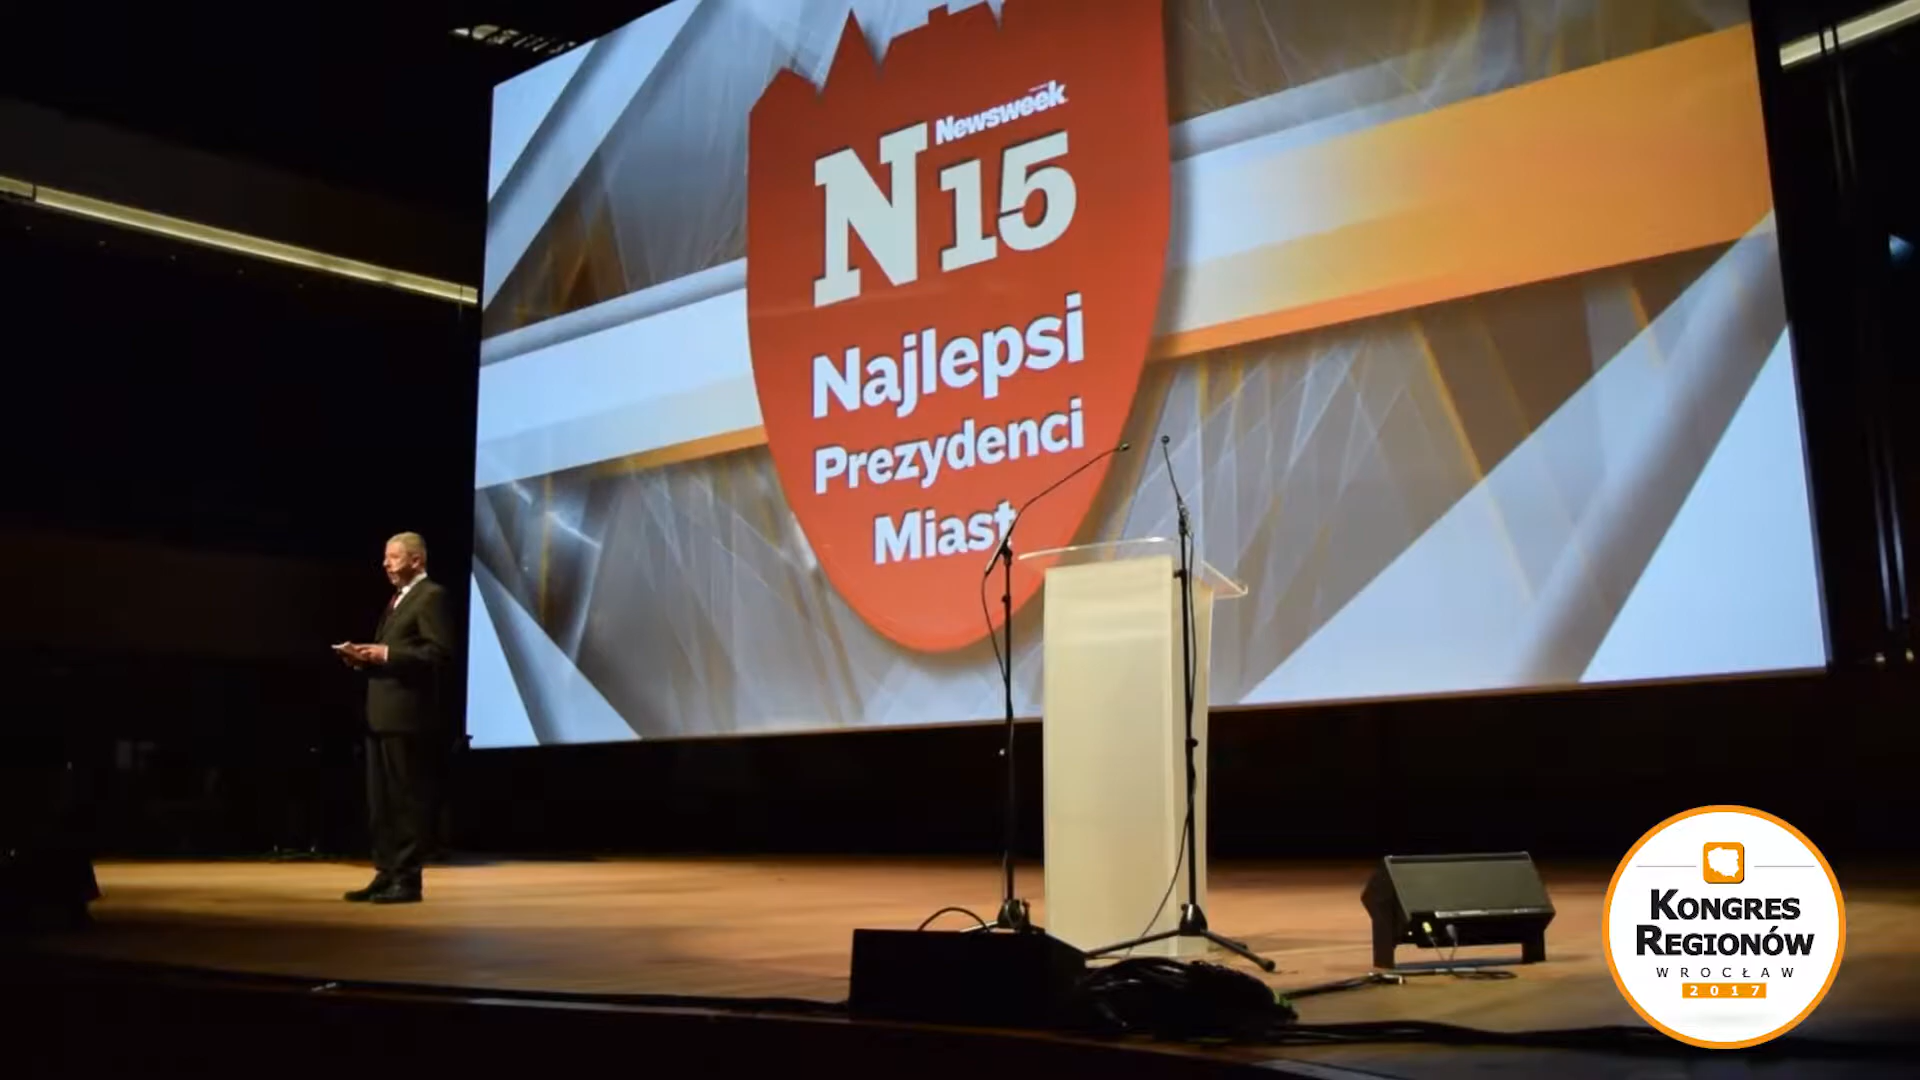 Newsweek
N15
Najlepsi
Prezydenci
Miast
KONGRES
REGIONÓW
WROCŁAW
2017